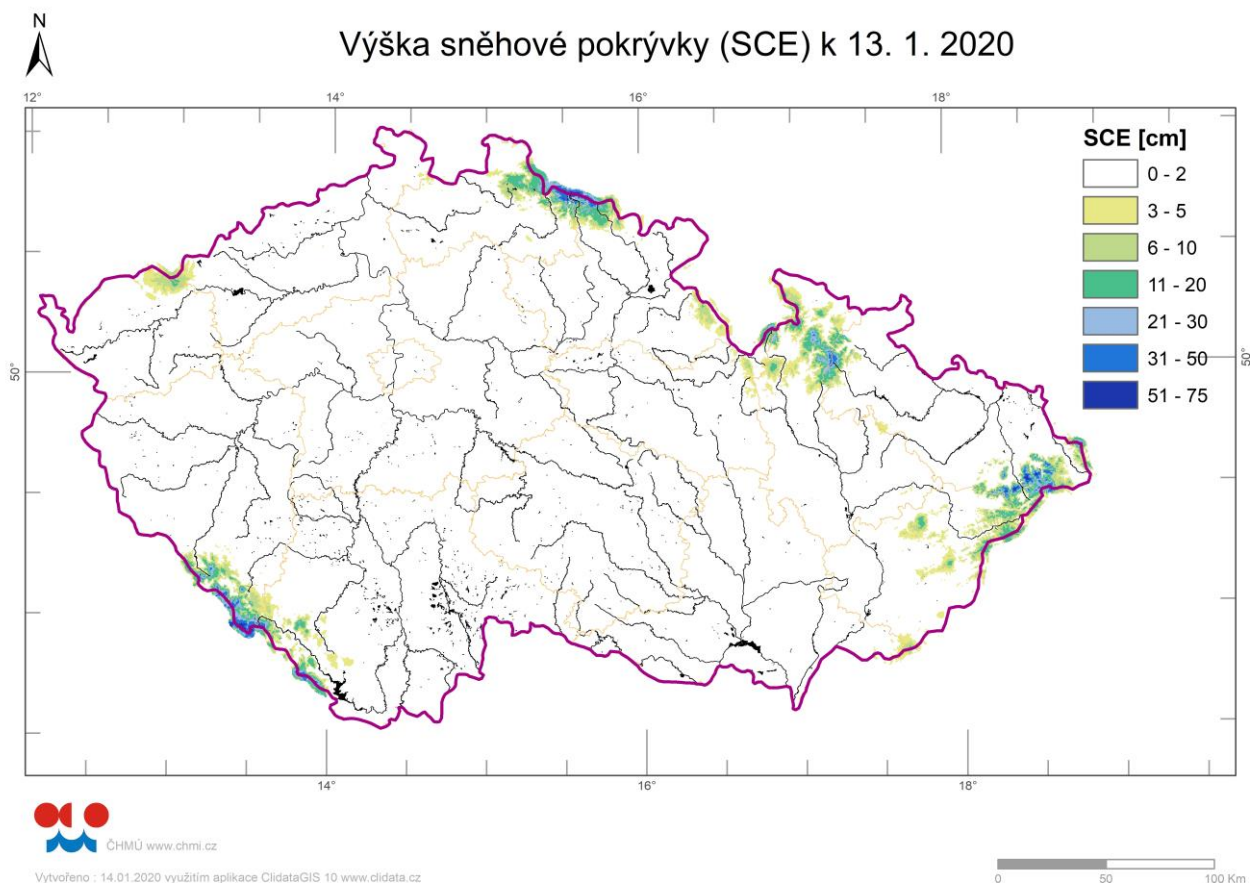 N
Výška sněhové pokrývky (SCE) k 13. 1. 2020
12°
14°
16°
18°
SCE [cm]
0 - 2
3 - 5
6 - 10
11 - 20
21 - 30
31 - 50
51 - 75
50°
50°
14°
16°
18°
ČHMÚ www.chmi.cz
Vytvořeno : 14.01.2020 využitím aplikace ClidataGIS 10 www.clidata.cz
0
50
100 Km